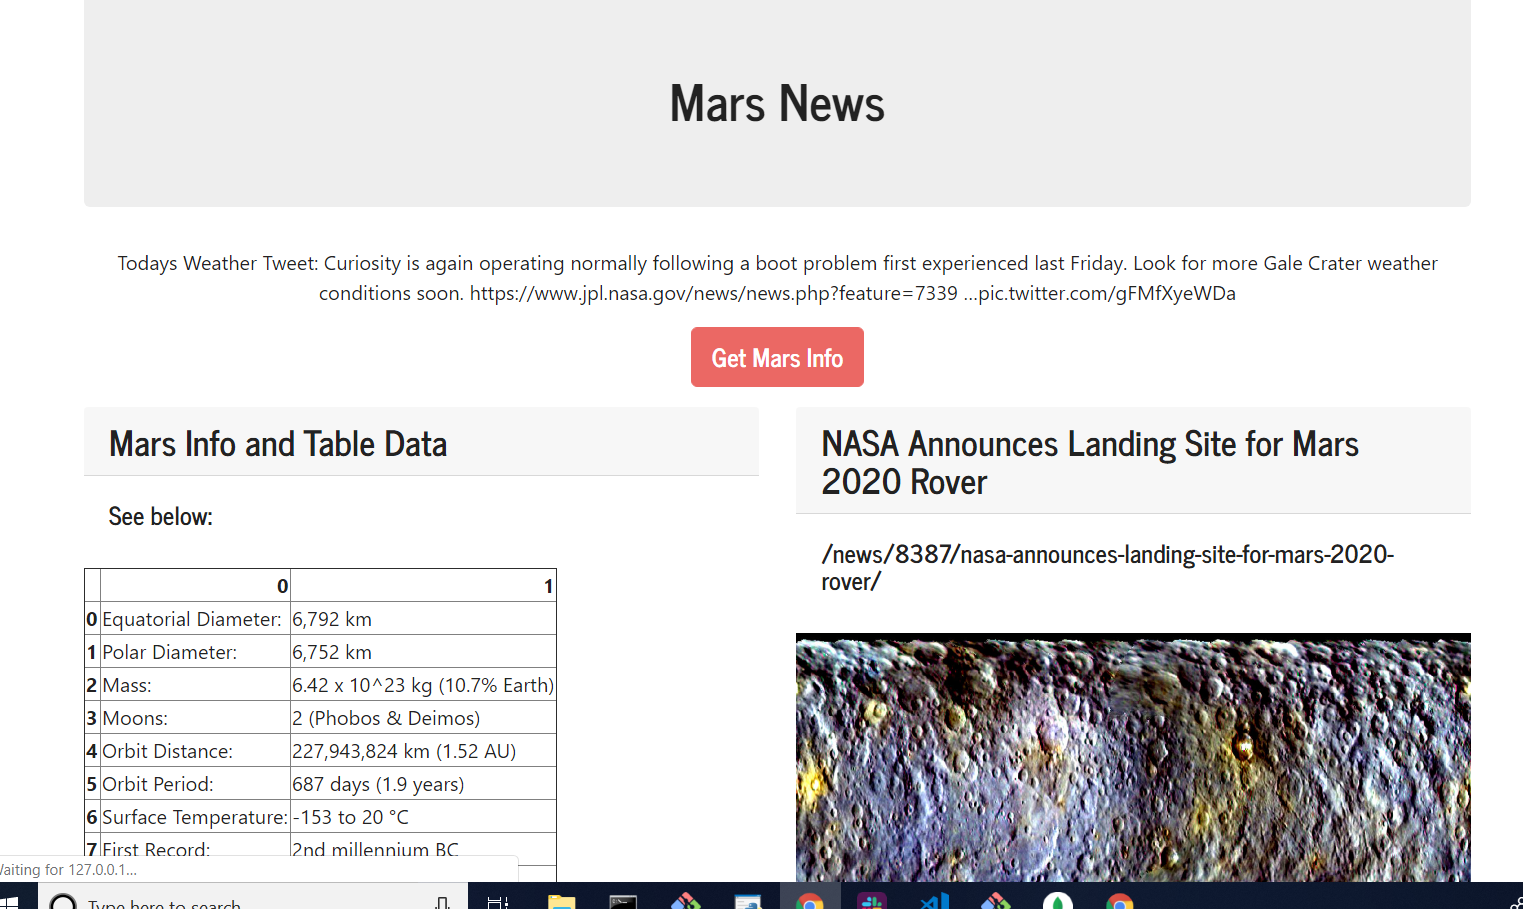 Mars News
Todays Weather Tweet: Curiosity is again operating normally following a boot problem first experienced last Friday. Look for more Gale Crater weather
conditions soon. https://www.jpl.nasa.gov/news/news.php?feature=7339 …pic.twitter.com/gFMfXyeWDa
Get Mars Info
Mars Info and Table Data
See below:
0 1
0 Equatorial Diameter: 6,792 km
1 Polar Diameter: 6,752 km
2 Mass: 6.42 x 10^23 kg (10.7% Earth)
3 Moons: 2 (Phobos & Deimos)
4 Orbit Distance: 227,943,824 km (1.52 AU)
5 Orbit Period: 687 days (1.9 years)
6 Surface Temperature: -153 to 20 °C
7 First Record: 2nd millennium BC
NASA Announces Landing Site for Mars
2020 Rover
/news/8387/nasa-announces-landing-site-for-mars-2020-
rover/
Waiting for 127.0.0.1...
Type here to search